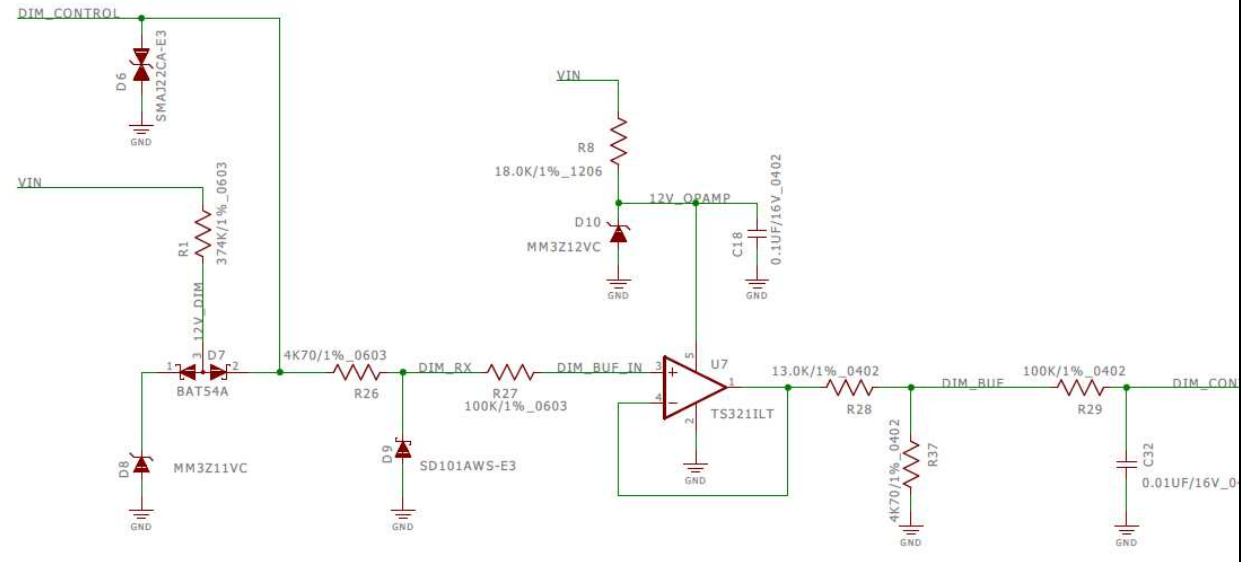 DIM_CONTROL
D6
SMAJ22CA-E3
GND
VIN
R1
374K/1%_0603
12V_DIM
3
D7
1
2
BAT54A
D8
MM3Z11VC
GND
4K70/1%_0603
R26
DIM_RX
D9
SD101AWS-E3
GND
R27
100K/1%_0603
DIM_BUF_IN
VIN
R8
18.0K/1%_1206
12V_OPAMP
D10
MM3Z12VC
GND
C18
0.1UF/16V_0402
GND
5
U7
3
+
1
4
-
2
TS321ILT
GND
13.0K/1%_0402
R28
DIM_BUF
4K70/1%_0402
R37
GND
100K/1%_0402
R29
DIM_CON
C32
0.01UF/16V_0
GND